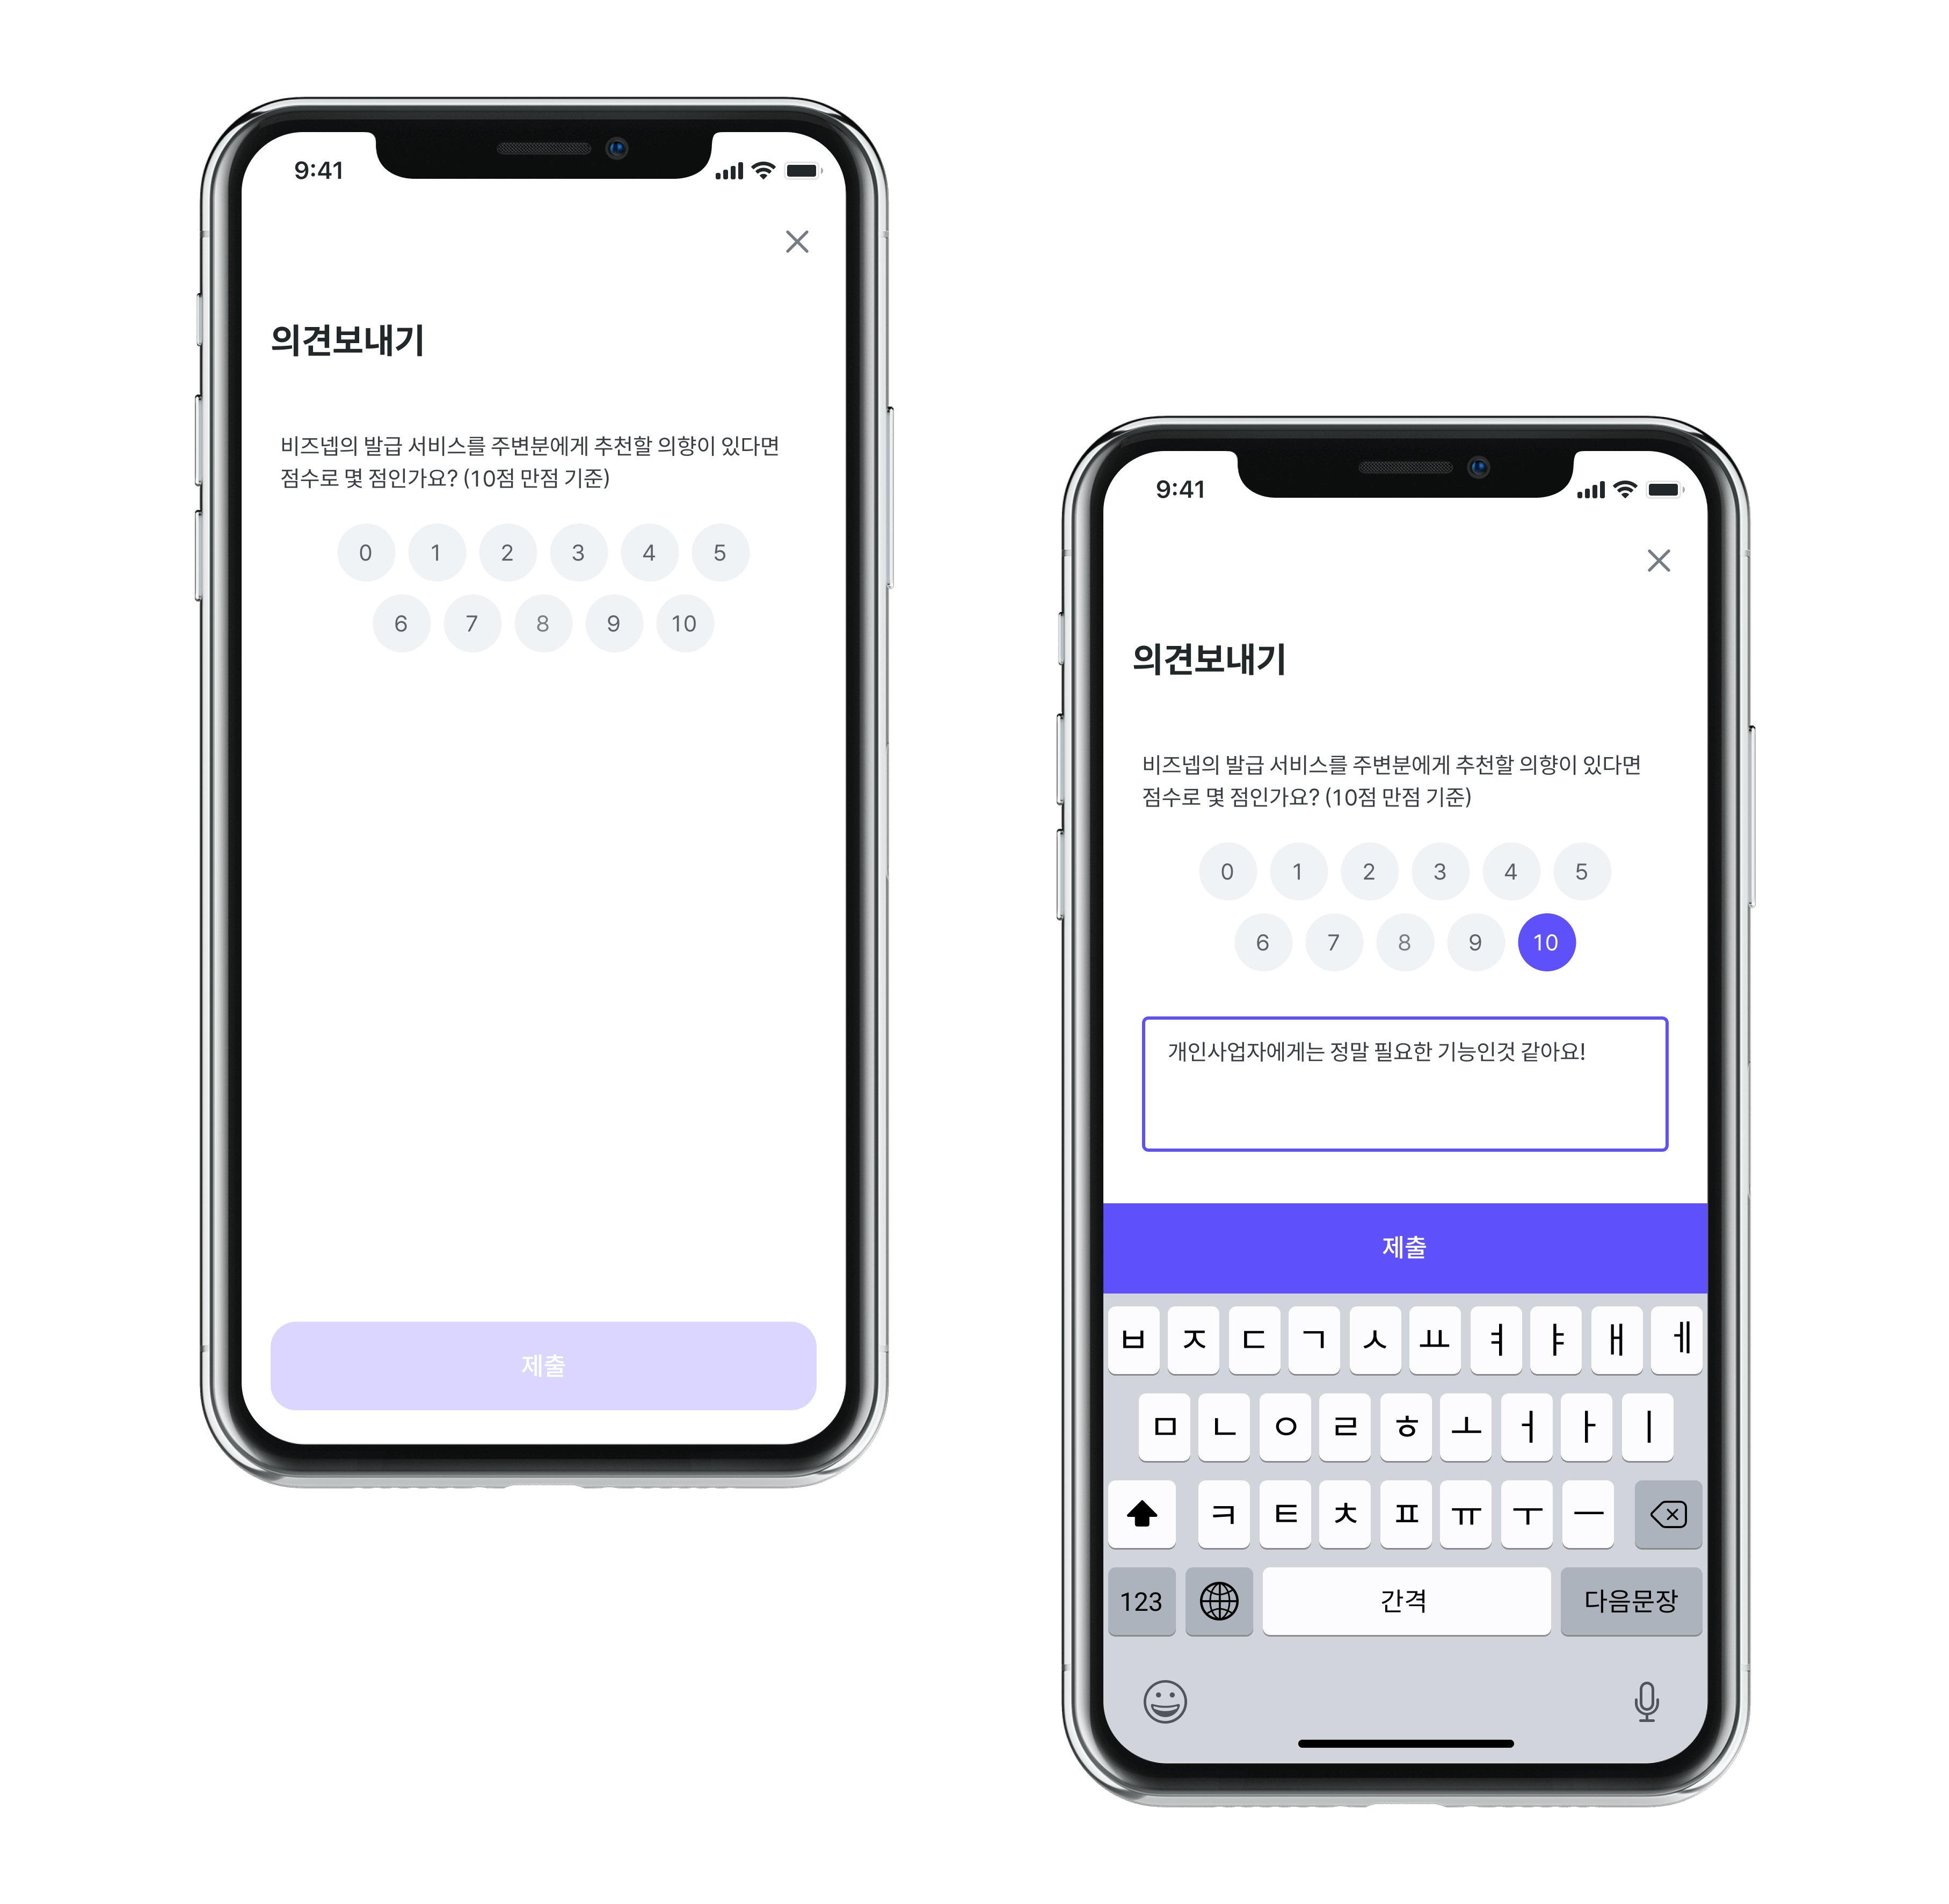 9:41
의견보내기
비즈넵의 발급 서비스를 주변분에게 추천할 의향이 있다면
점수로 몇 점인가요? (10점 만점 기준)
0 1 2 3 4 5
6 7 8 9 10
제출
9:41
의견보내기
비즈넵의 발급 서비스를 주변분에게 추천할 의향이 있다면
점수로 몇 점인가요? (10점 만점 기준)
0 1 2 3 4 5
6 7 8 9 10
개인사업자에게는 정말 필요한 기능인것 같아요!
제출
ㅂ ㅈ ㄷ ㄱ ㅅ ㅛ ㅕ ㅑ ㅐ ㅔ
ㅁ ㄴ ㅇ ㄹ ㅎ ㅗ ㅓ ㅏ ㅣ
ㅋ ㅌ ㅊ ㅍ ㅠ ㅜ ㅡ
123 간격 다음문장